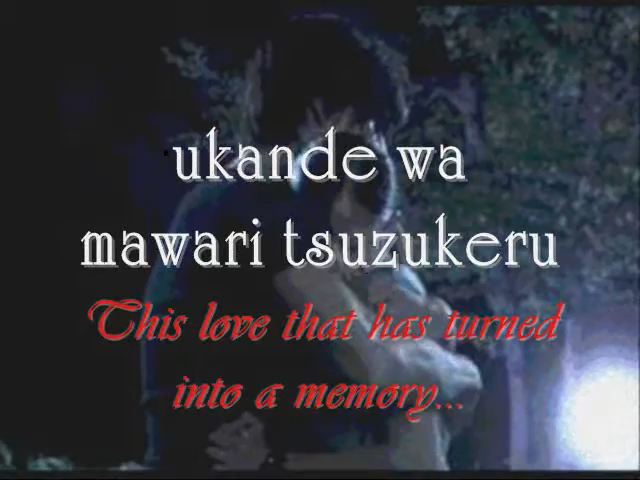 ukande wa
mawari tsuzukeru
This love that has turned
into a memory...